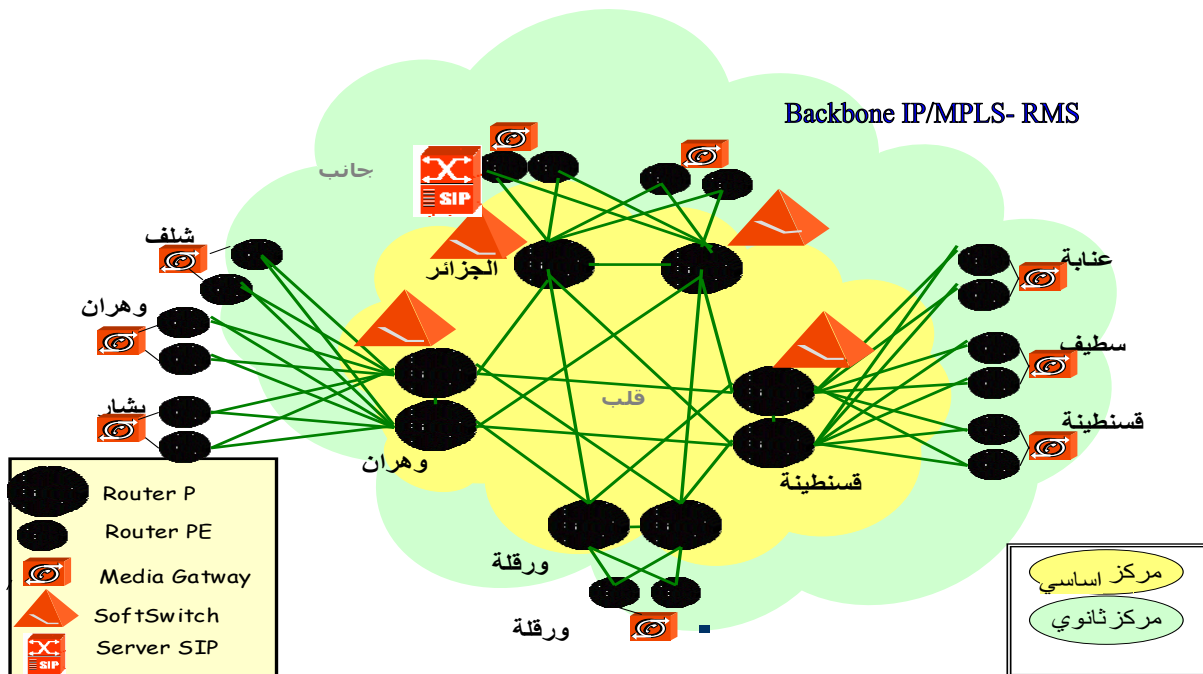 Backbone IP/MPLS- RMS
جانب
SIP
شلف
الجزائر
عنابة
وهران
سطيف
قلب
بشار
قسنطينة
وهران
قسنطينة
ورقلة
ورقلة
Router P
Router PE
Media Gatway
SoftSwitch
Server SIP
SIP
مركز اساسي
مركز ثانوي